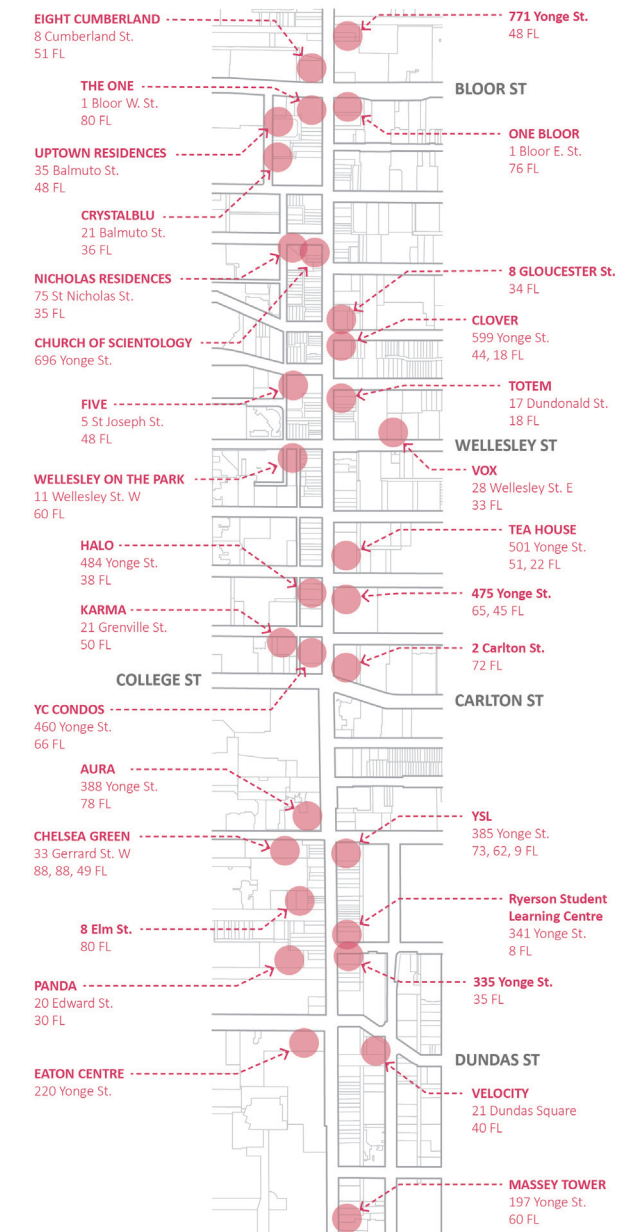 EIGHT CUMBERLAND
8 Cumberland St.
51 FL
THE ONE
1 Bloor W. St.
80 FL
UPTOWN RESIDENCES
35 Balmuto St.
48 FL
CRYSTALBLU
21 Balmuto St.
36 FL
NICHOLAS RESIDENCES
75 St Nicholas St.
35 FL
CHURCH OF SCIENTOLOGY
696 Yonge St.
FIVE
5 St Joseph St.
48 FL
WELLESLEY ON THE PARK
11 Wellesley St. W
60 FL
HALO
484 Yonge St.
38 FL
KARMA
21 Grenville St.
50 FL
COLLEGE ST
YC CONDOS
460 Yonge St.
66 FL
AURA
388 Yonge St.
78 FL
CHELSEA GREEN
33 Gerrard St. W
88, 88, 49 FL
8 Elm St.
80 FL
PANDA
20 Edward St.
30 FL
EATON CENTRE
220 Yonge St.
771 Yonge St.
48 FL
BLOOR ST
ONE BLOOR
1 Bloor E. St.
76 FL
8 GLOUCESTER St.
34 FL
CLOVER
599 Yonge St.
44, 18 FL
TOTEM
17 Dundonald St.
18 FL
WELLESLEY ST
VOX
28 Wellesley St. E
33 FL
TEA HOUSE
501 Yonge St.
51, 22 FL
475 Yonge St.
65, 45 FL
2 Carlton St.
72 FL
CARLTON ST
YSL
385 Yonge St.
73, 62, 9 FL
Ryerson Student
Learning Centre
341 Yonge St.
8 FL
335 Yonge St.
35 FL
DUNDAS ST
VELOCITY
21 Dundas Square
40 FL
MASSEY TOWER
197 Yonge St.
60 FL